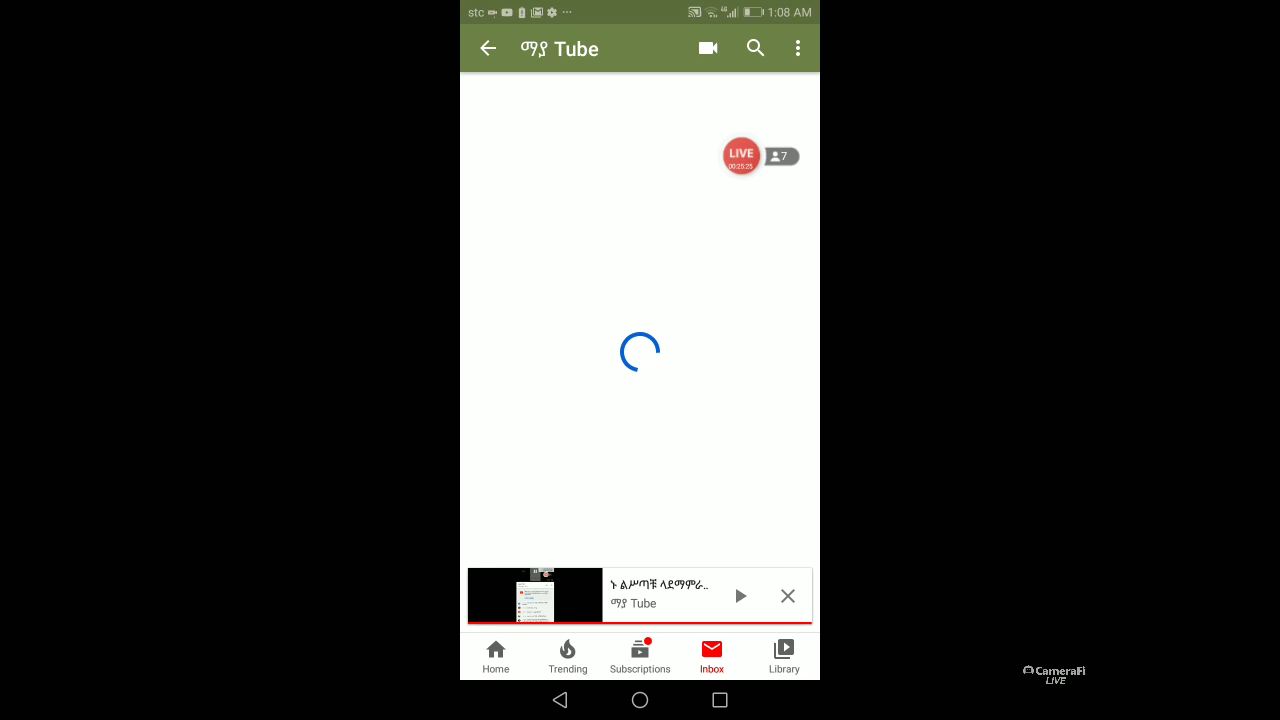 stc
1:08 AM
ማያ Tube
LIVE
00:25:25
7
ኑ ልሥጣቹ ላደማምራ..
ማያ Tube
Home
Trending
Subscriptions
Inbox
Library
CameraFi
LIVE